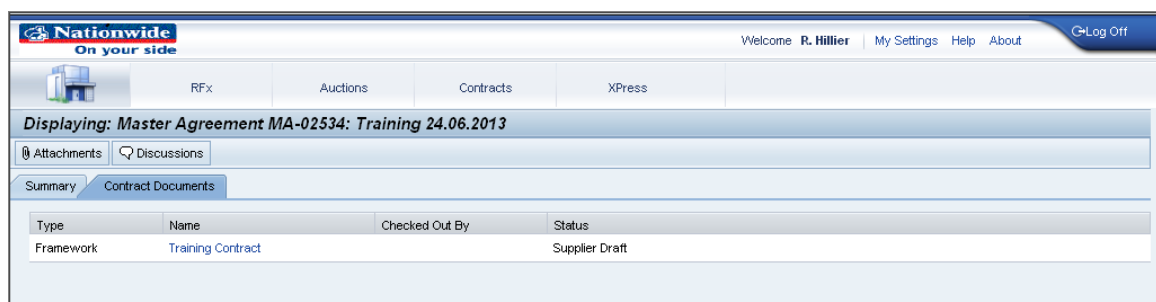 Nationwide
On your side
Welcome R. Hillier My Settings Help About Log Off
RFx Auctions Contracts XPress
Displaying: Master Agreement MA-02534: Training 24.06.2013
Attachments Discussions
Summary Contract Documents
Type Name Checked Out By Status
Framework Training Contract Supplier Draft